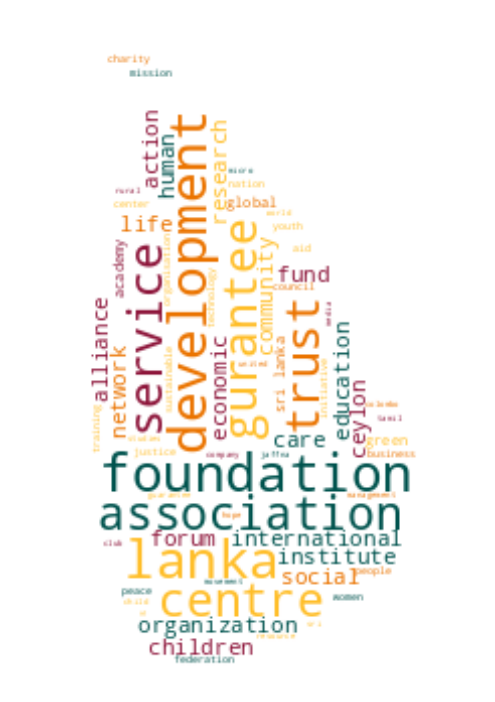 charity
mission
action
human
development
research
micro
nation
rural
center
global
world
life
youth
organisation
service
gurantee
community
aid
academy
fund
council
technology
alliance
trust
media
network
sustainable
economic
sri lanka
united
initiative
education
ceylon
colombo
tamil
training
studies
care
green
justice
company
jaffna
business
foundation
guarantee
management
association
hope
club
forum
international
lanka
institute
social
people
movement
peace
centre
women
child
organization
sri
resource
children
federation